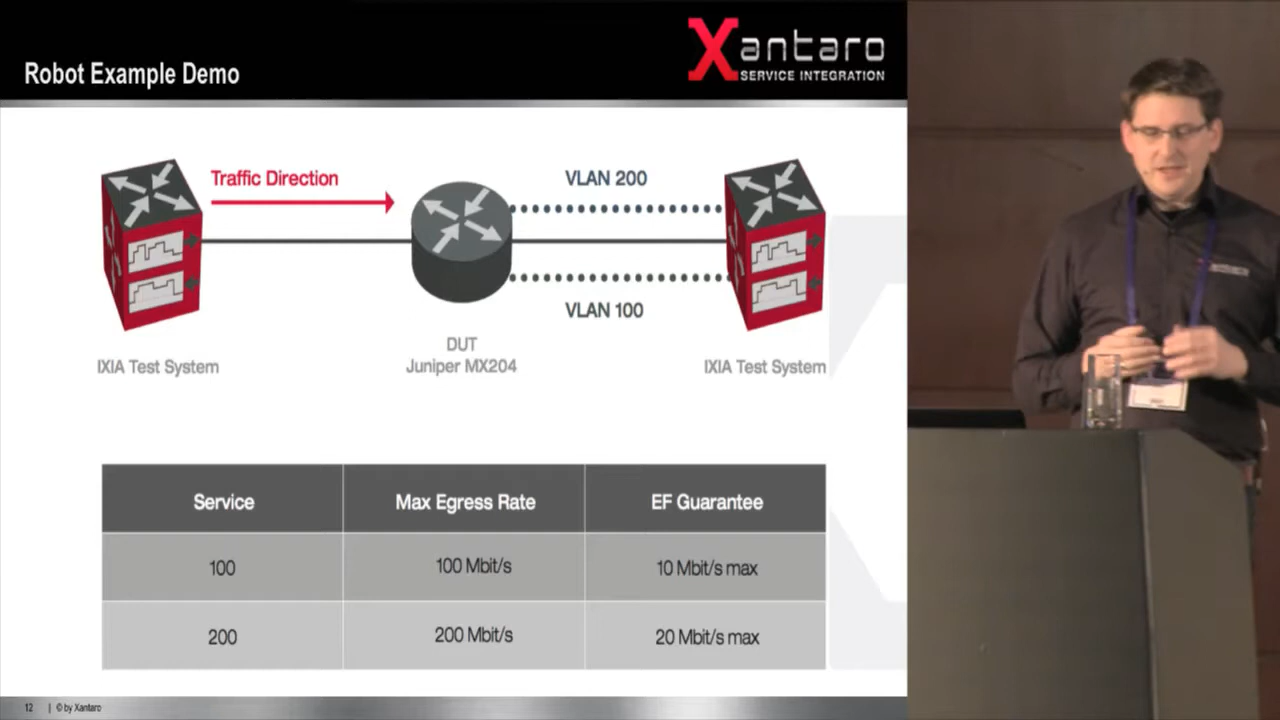 Robot Example Demo
Xantaro
SERVICE INTEGRATION
Traffic Direction
VLAN 200
VLAN 100
IXIA Test System
DUT
Juniper MX204
IXIA Test System
Service Max Egress Rate EF Guarantee
100 100 Mbit/s 10 Mbit/s max
200 200 Mbit/s 20 Mbit/s max
12 | © by Xantaro